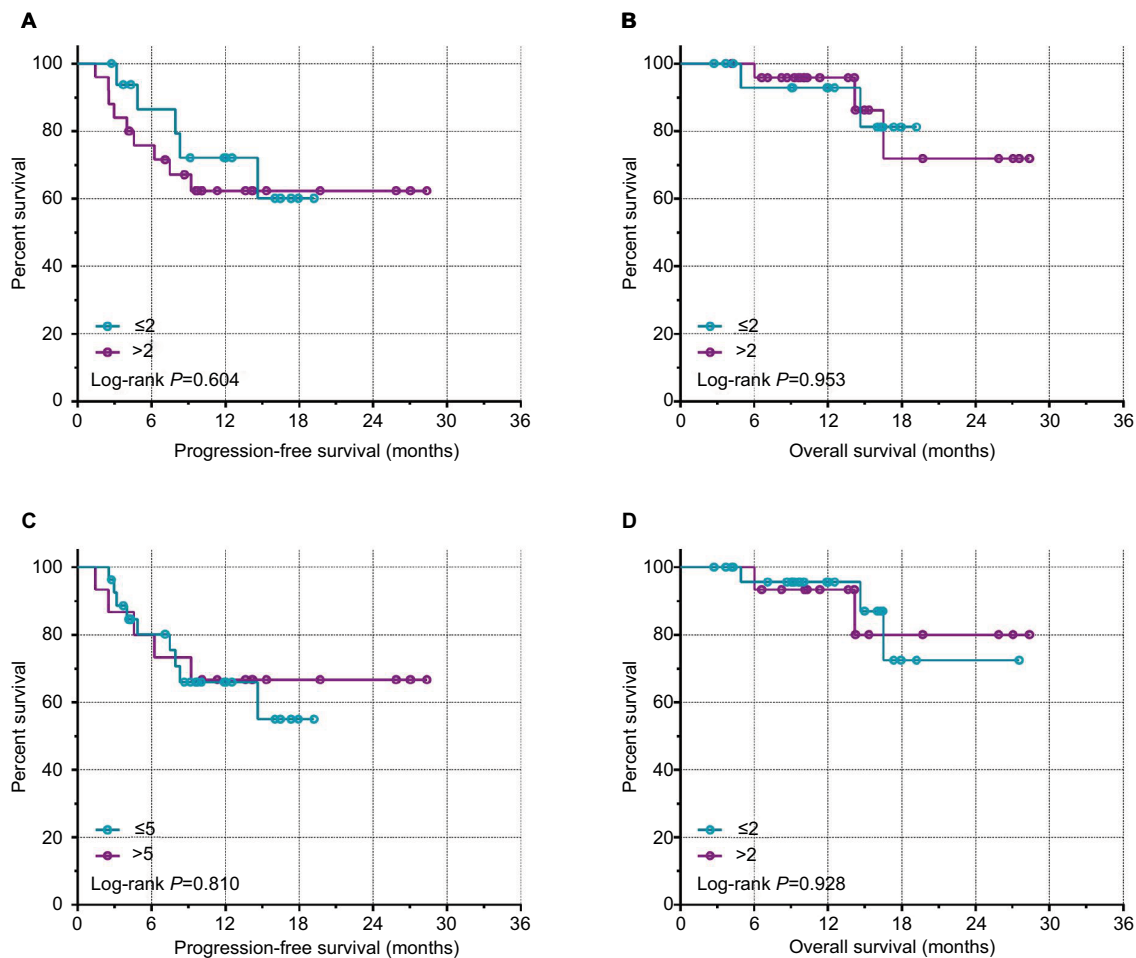 A
Percent survival
100
80
60
40
20
0
≤2
>2
Log-rank P=0.604
0 6 12 18 24 30 36
Progression-free survival (months)
B
Percent survival
100
80
60
40
20
0
≤2
>2
Log-rank P=0.953
0 6 12 18 24 30 36
Overall survival (months)
C
Percent survival
100
80
60
40
20
0
≤5
>5
Log-rank P=0.810
0 6 12 18 24 30 36
Progression-free survival (months)
D
Percent survival
100
80
60
40
20
0
≤2
>2
Log-rank P=0.928
0 6 12 18 24 30 36
Overall survival (months)